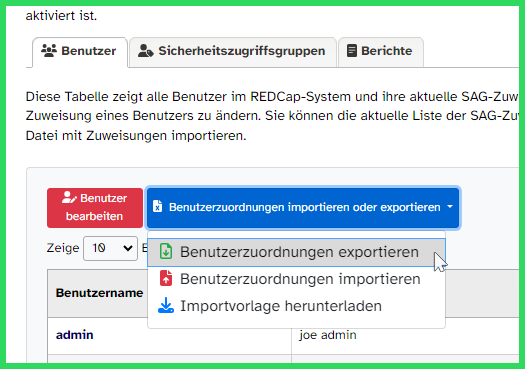 aktiviert ist.
Benutzer
Sicherheitszugriffsgruppen
Berichte
Diese Tabelle zeigt alle Benutzer im REDCap-System und ihre aktuelle SAG-Zuw
Zuweisung eines Benutzers zu ändern. Sie können die aktuelle Liste der SAG-Zuv
Datei mit Zuweisungen importieren.
Benutzer
bearbeiten
Benutzerzuordnungen importieren oder exportieren
Zeige 10 E
Benutzerzuordnungen exportieren
Benutzerzuordnungen importieren
Importvorlage herunterladen
Benutzername
admin
joe admin